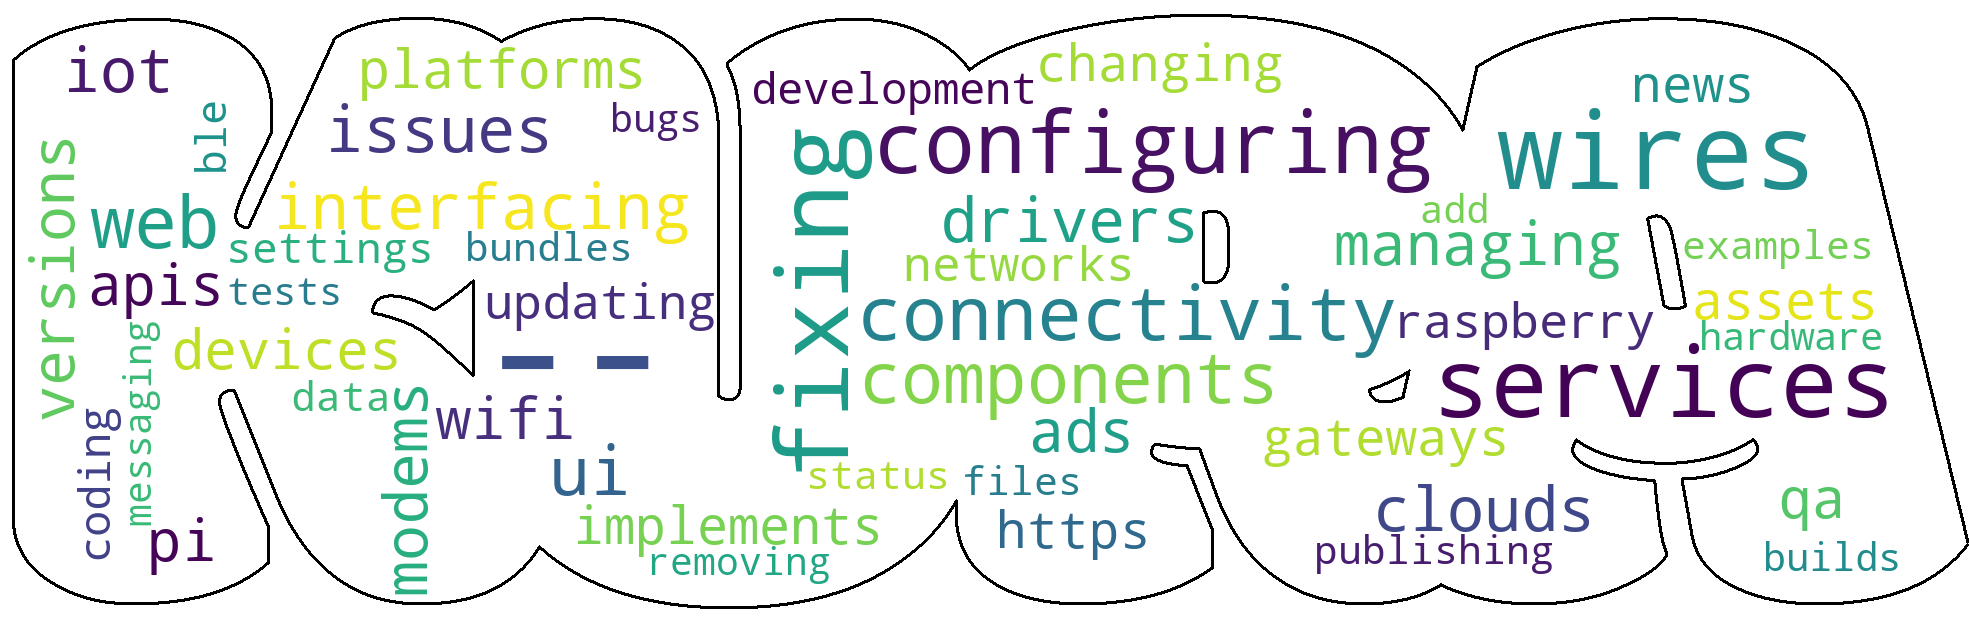 iot
platforms
development
changing
news
ble
issues
bugs
fixing
configuring
wires
versions
web
interfacing
drivers
add
managing
examples
settings
bundles
networks
apis
tests
updating
connectivity
raspberry
assets
hardware
messaging
devices
- -
components
services
data
modems
wifi
ads
gateways
coding
ui
status
files
clouds
qa
pi
implements
https
removing
publishing
builds